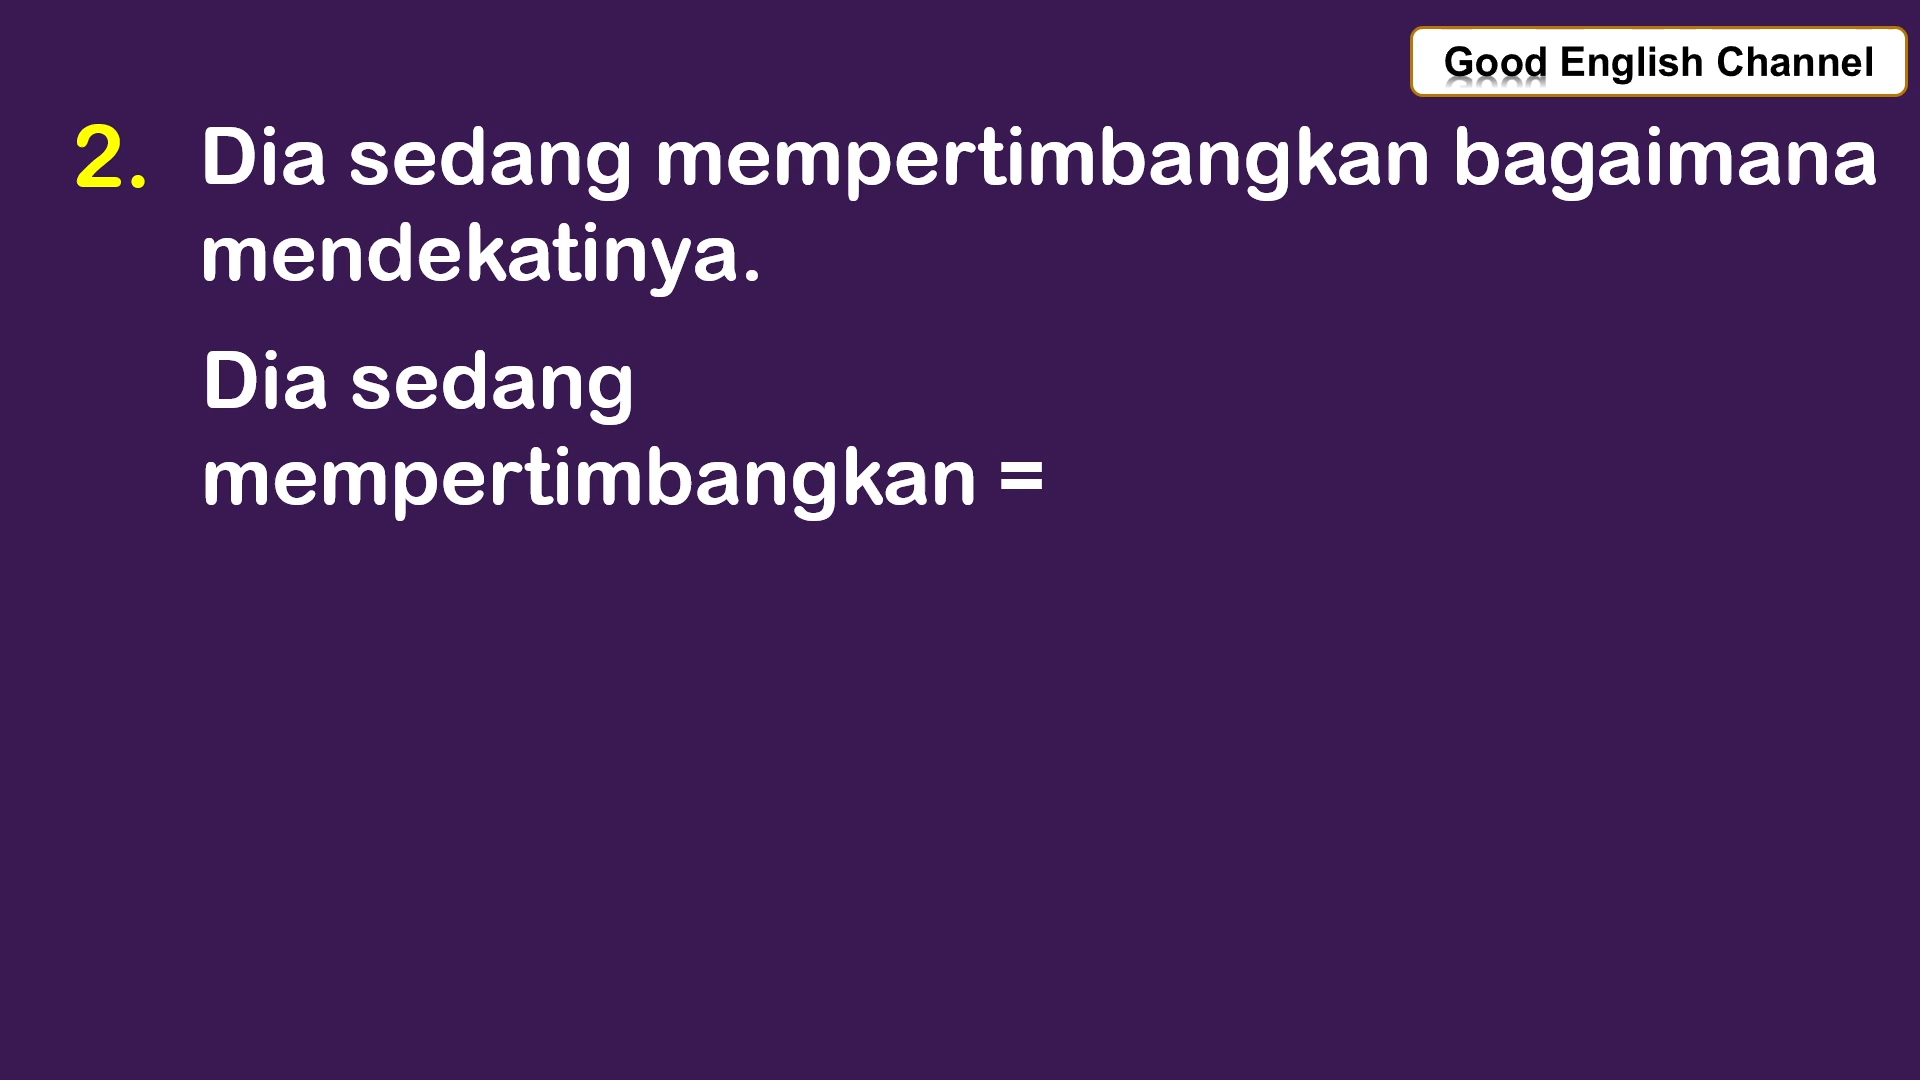 Good English Channel
2. Dia sedang mempertimbangkan bagaimana
mendekatinya.
Dia sedang
mempertimbangkan =